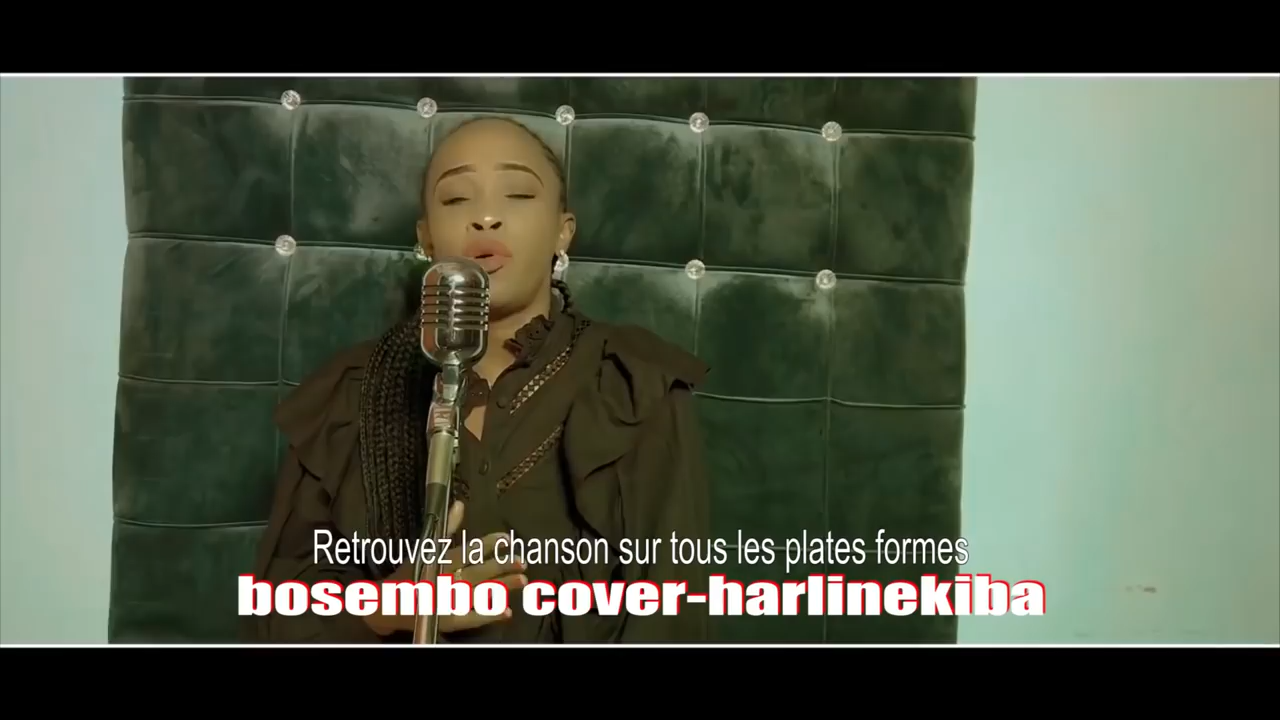 Retrouvez la chanson sur tous les plates formes
bosembo cover-harlinekiba